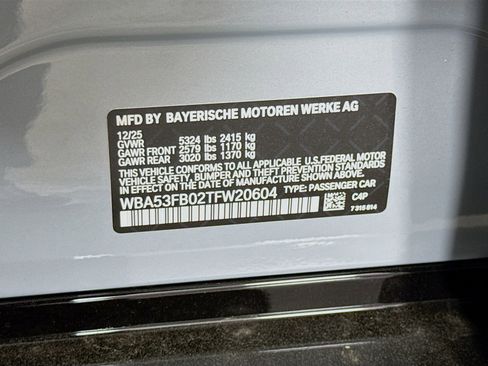 MFD BY BAYERISCHE MOTOREN WERKE AG
12/25
GVWR 5324 lbs 2415 kg
GAWR FRONT 2579 lbs 1170 kg
GAWR REAR 3020 lbs 1370 kg
THIS VEHICLE CONFORMS TO ALL APPLICABLE U.S.FEDERAL MOTOR
VEHICLE SAFETY, BUMPER, AND THEFT PREVENTION STANDARDS
IN EFFECT ON THE DATE OF MANUFACTURE SHOWN ABOVE.
WBA53FB02TFW20604 TYPE: PASSENGER CAR
C4P
7 315 814